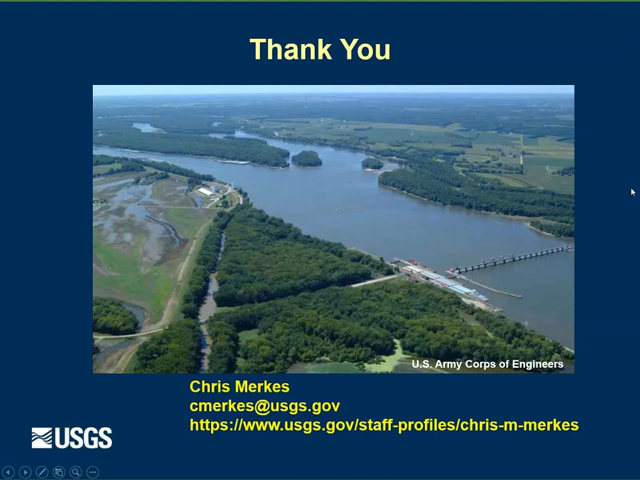 Thank You
U.S. Army Corps of Engineers
Chris Merkes
cmerkes@usgs.gov
https://www.usgs.gov/staff-profiles/chris-m-merkes
USGS